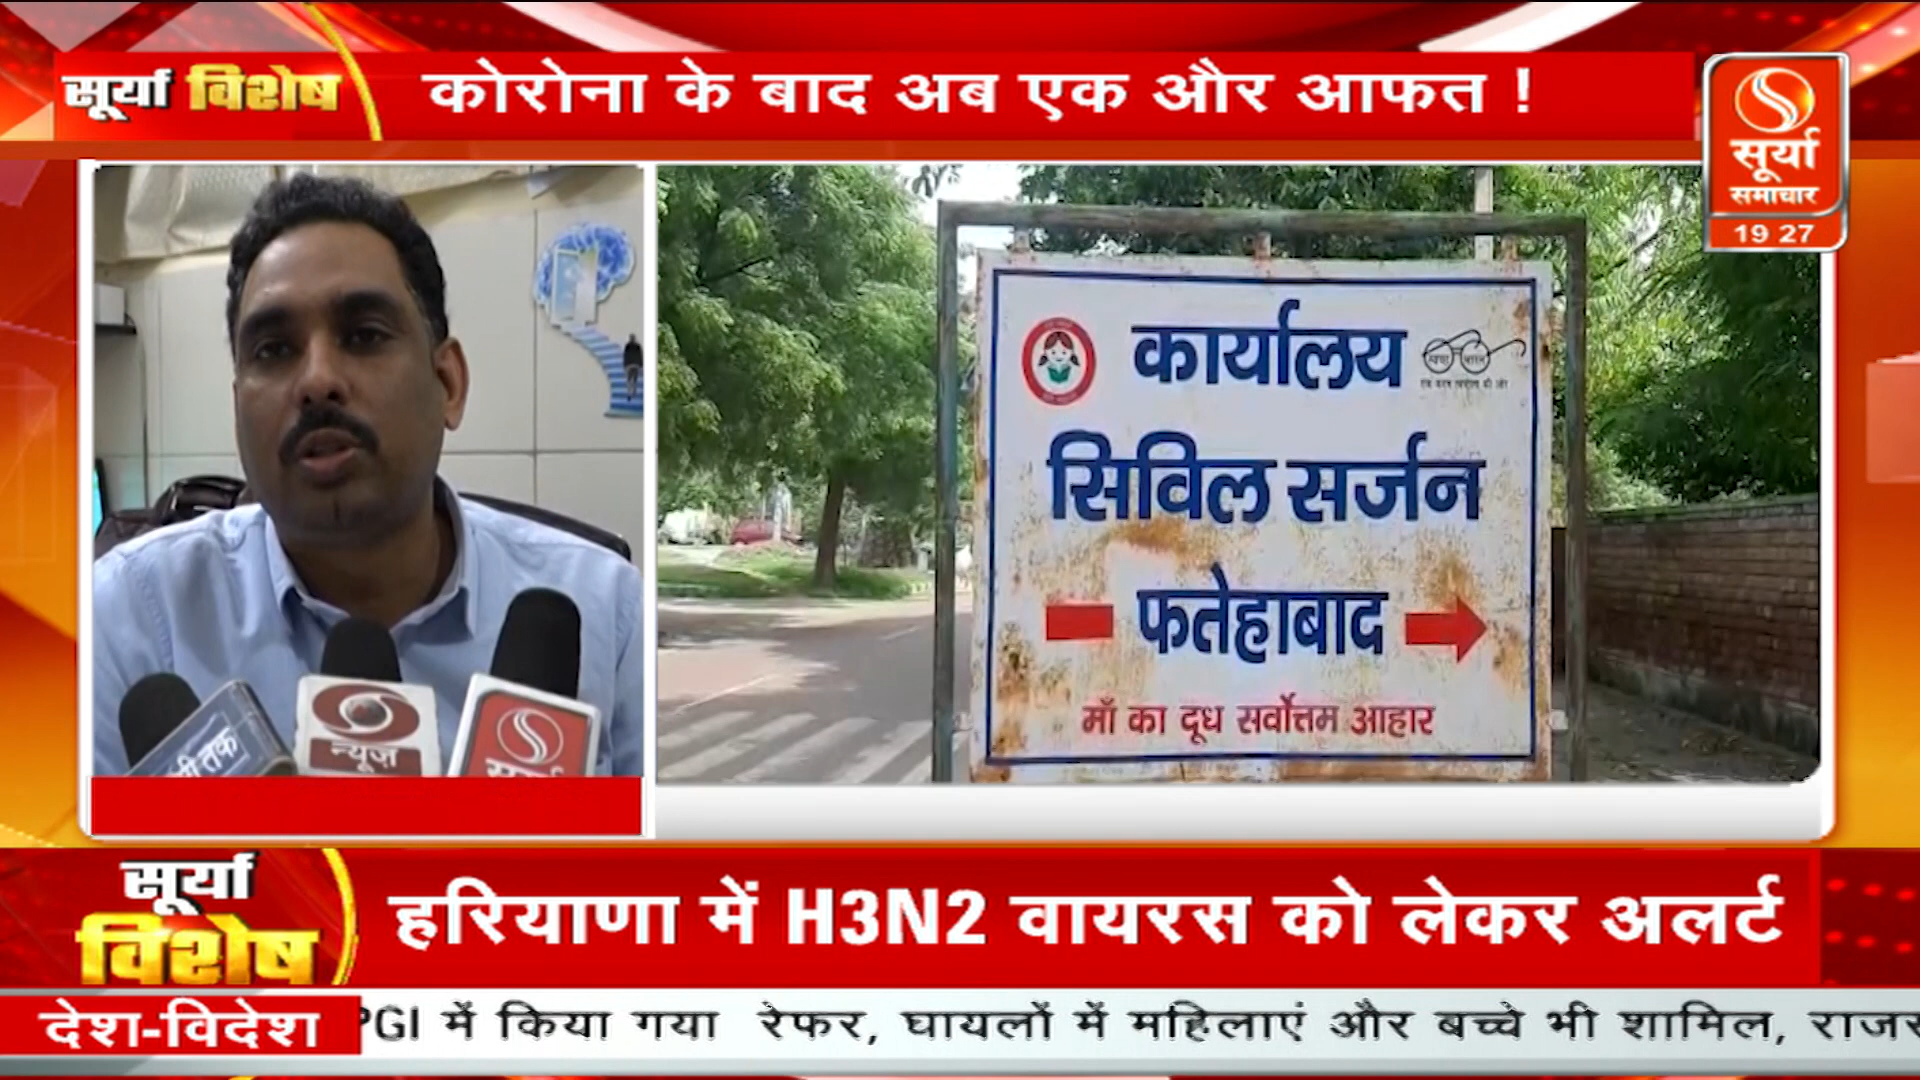 सूर्या विशेष
कोरोना के बाद अब एक और आफत !
सूर्या
समाचार
19 27
कार्यालय
सिविल सर्जन
फतेहाबाद
माँ का दूध सर्वोत्तम आहार
न्यूज़
सूर्या
विशेष
हरियाणा में H3N2 वायरस को लेकर अलर्ट
देश-विदेश
PGI में किया गया रेफर, घायलों में महिलाएं और बच्चे भी शामिल,